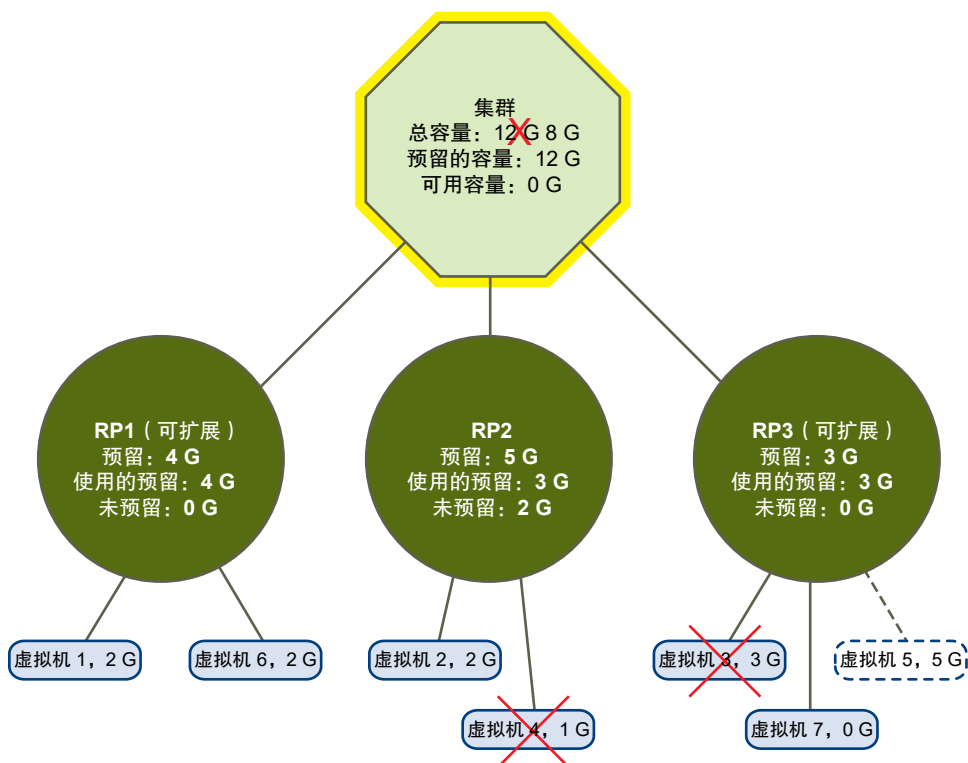 集群
总容量：12 G 8 G
预留的容量：12 G
可用容量：0 G
RP1（可扩展）
预留：4 G
使用的预留：4 G
未预留：0 G
RP2
预留：5 G
使用的预留：3 G
未预留：2 G
RP3（可扩展）
预留：3 G
使用的预留：3 G
未预留：0 G
虚拟机 1，2 G
虚拟机 6，2 G
虚拟机 2，2 G
虚拟机 3，3 G
虚拟机 5，5 G
虚拟机 4，1 G
虚拟机 7，0 G